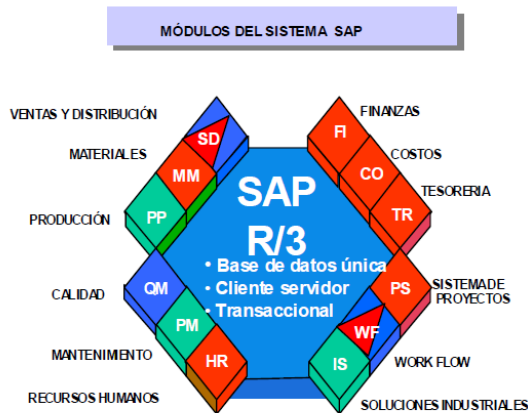 MÓDULOS DEL SISTEMA SAP
VENTAS Y DISTRIBUCIÓN
SD
MATERIALES
MM
PRODUCCIÓN
PP
CALIDAD
QM
PM
MANTENIMIENTO
HR
RECURSOS HUMANOS
SAP
R/3
• Base de datos única
• Cliente servidor
• Transaccional
FINANZAS
FI
COSTOS
CO
TESORERIA
TR
PS
SISTEMA DE
PROYECTOS
WF
WORK FLOW
IS
SOLUCIONES INDUSTRIALES